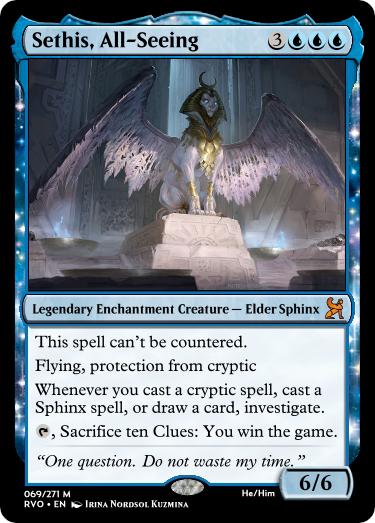 Sethis, All-Seeing 3
This spell can't be countered.
Legendary Enchantment Creature — Elder Sphinx
Flying, protection from cryptic
Whenever you cast a cryptic spell, cast a
Sphinx spell, or draw a card, investigate.
, Sacrifice ten Clues: You win the game.
"One question. Do not waste my time."
6/6
069/271 M He/Him
RVO • EN Irina Nordsol Kuzmina